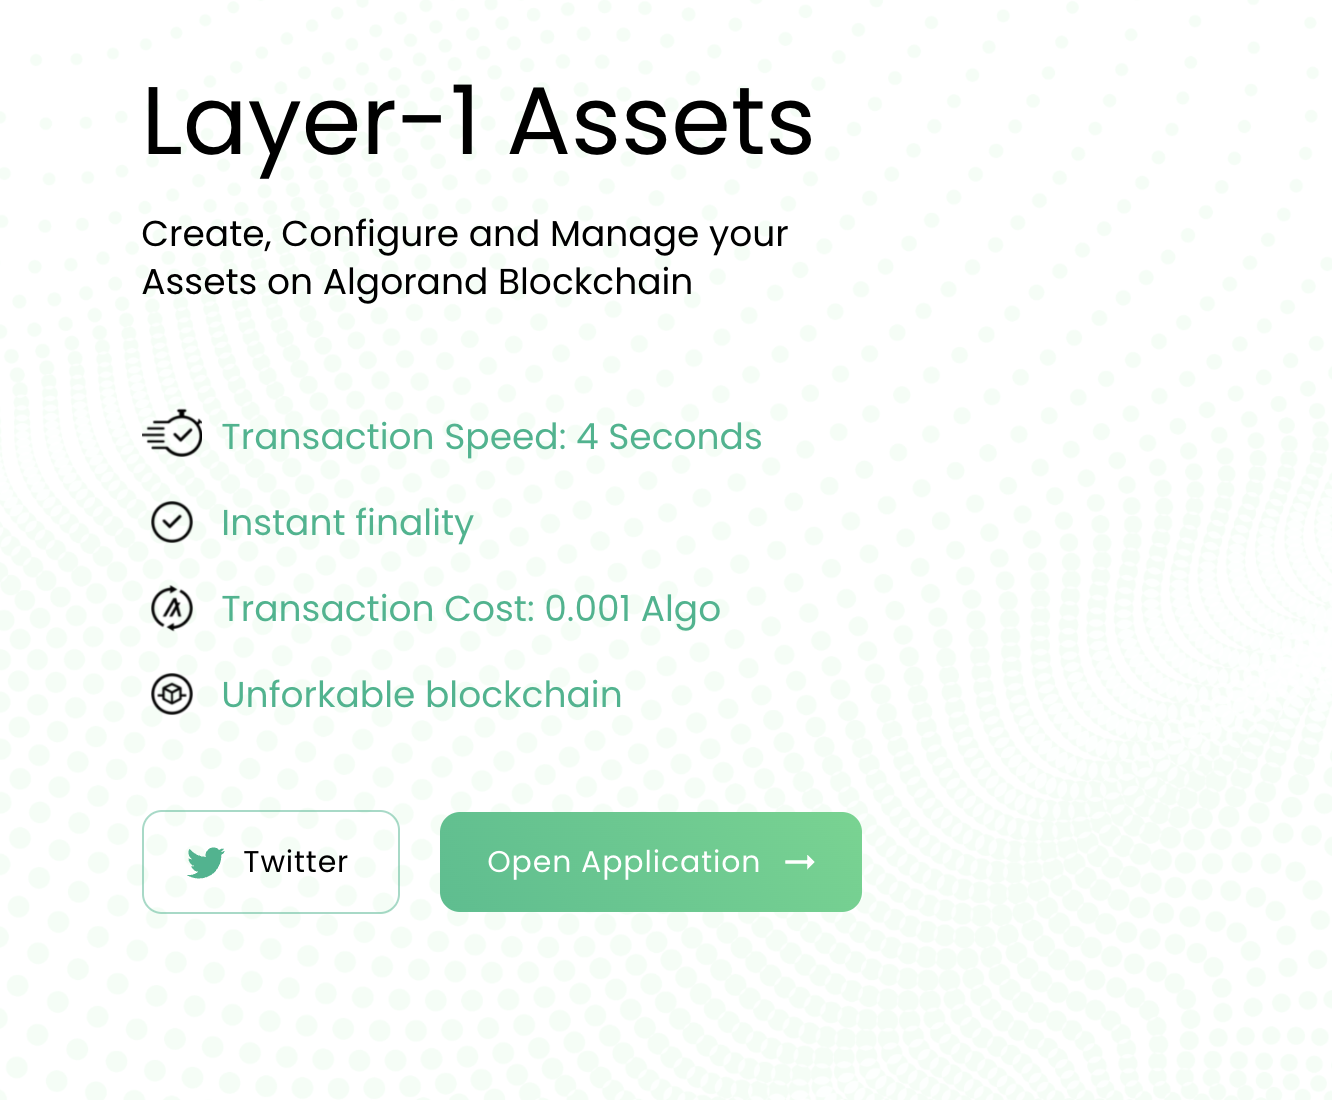 Layer-1 Assets
Create, Configure and Manage your
Assets on Algorand Blockchain
Transaction Speed: 4 Seconds
Instant finality
Transaction Cost: 0.001 Algo
Unforkable blockchain
Twitter
Open Application